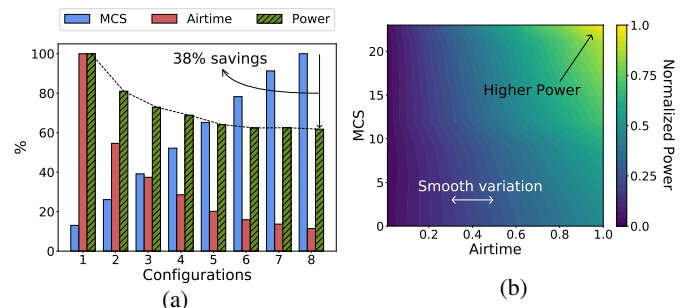 MCS Airtime Power
100
80
60
40
20
0
%
38% savings
1 2 3 4 5 6 7 8
Configurations
(a)
20
15
10
5
0
MCS
Higher Power
Smooth variation
0.2 0.4 0.6 0.8 1.0
Airtime
1.0
0.75
0.5
0.25
0.0
Normalized Power
(b)